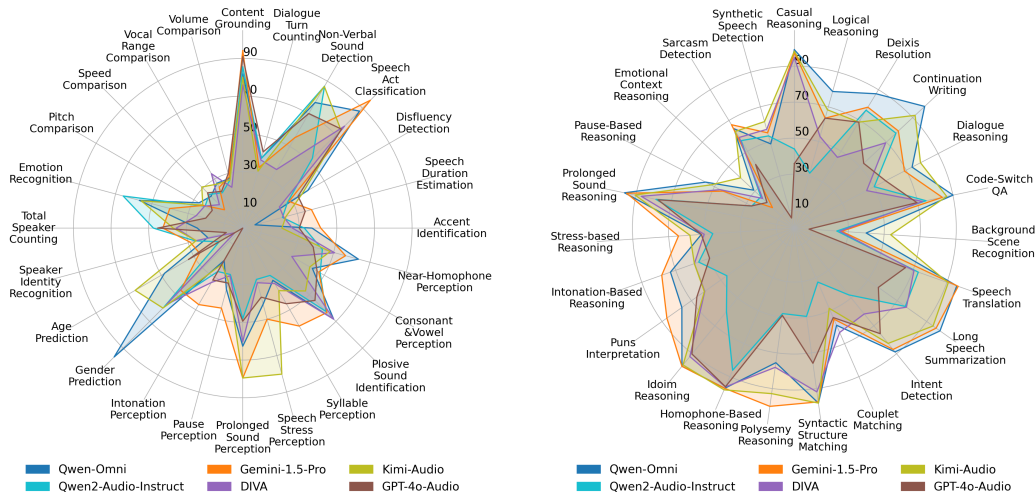 Content
Grounding
Dialogue
Turn
Counting
Non-Verbal
Sound
Detection
Speech
Act
Classification
Disfluency
Detection
Speech
Duration
Estimation
Accent
Identification
Near-Homophone
Perception
Consonant
&Vowel
Perception
Plosive
Sound
Identification
Syllable
Perception
Speech
Stress
Perception
Prolonged
Sound
Perception
Pause
Perception
Intonation
Perception
Gender
Prediction
Age
Prediction
Speaker
Identity
Recognition
Total
Speaker
Counting
Emotion
Recognition
Pitch
Comparison
Speed
Comparison
Vocal
Range
Comparison
Volume
Comparison
90
30
10
Qwen-Omni
Gemini-1.5-Pro
Kimi-Audio
Qwen2-Audio-Instruct
DIVA
GPT-4o-Audio
Casual
Reasoning
Logical
Reasoning
Deixis
Resolution
Continuation
Writing
Dialogue
Reasoning
Code-Switch
QA
Background
Scene
Recognition
Speech
Translation
Long
Speech
Summarization
Intent
Detection
Couplet
Matching
Syntactic
Structure
Matching
Polysemy
Reasoning
Homophone-Based
Reasoning
Idoim
Reasoning
Puns
Interpretation
Intonation-Based
Reasoning
Stress-based
Reasoning
Prolonged
Sound
Reasoning
Pause-Based
Reasoning
Emotional
Context
Reasoning
Sarcasm
Detection
Synthetic
Speech
Detection
90
70
50
30
10
Qwen-Omni
Gemini-1.5-Pro
Kimi-Audio
Qwen2-Audio-Instruct
DIVA
GPT-4o-Audio